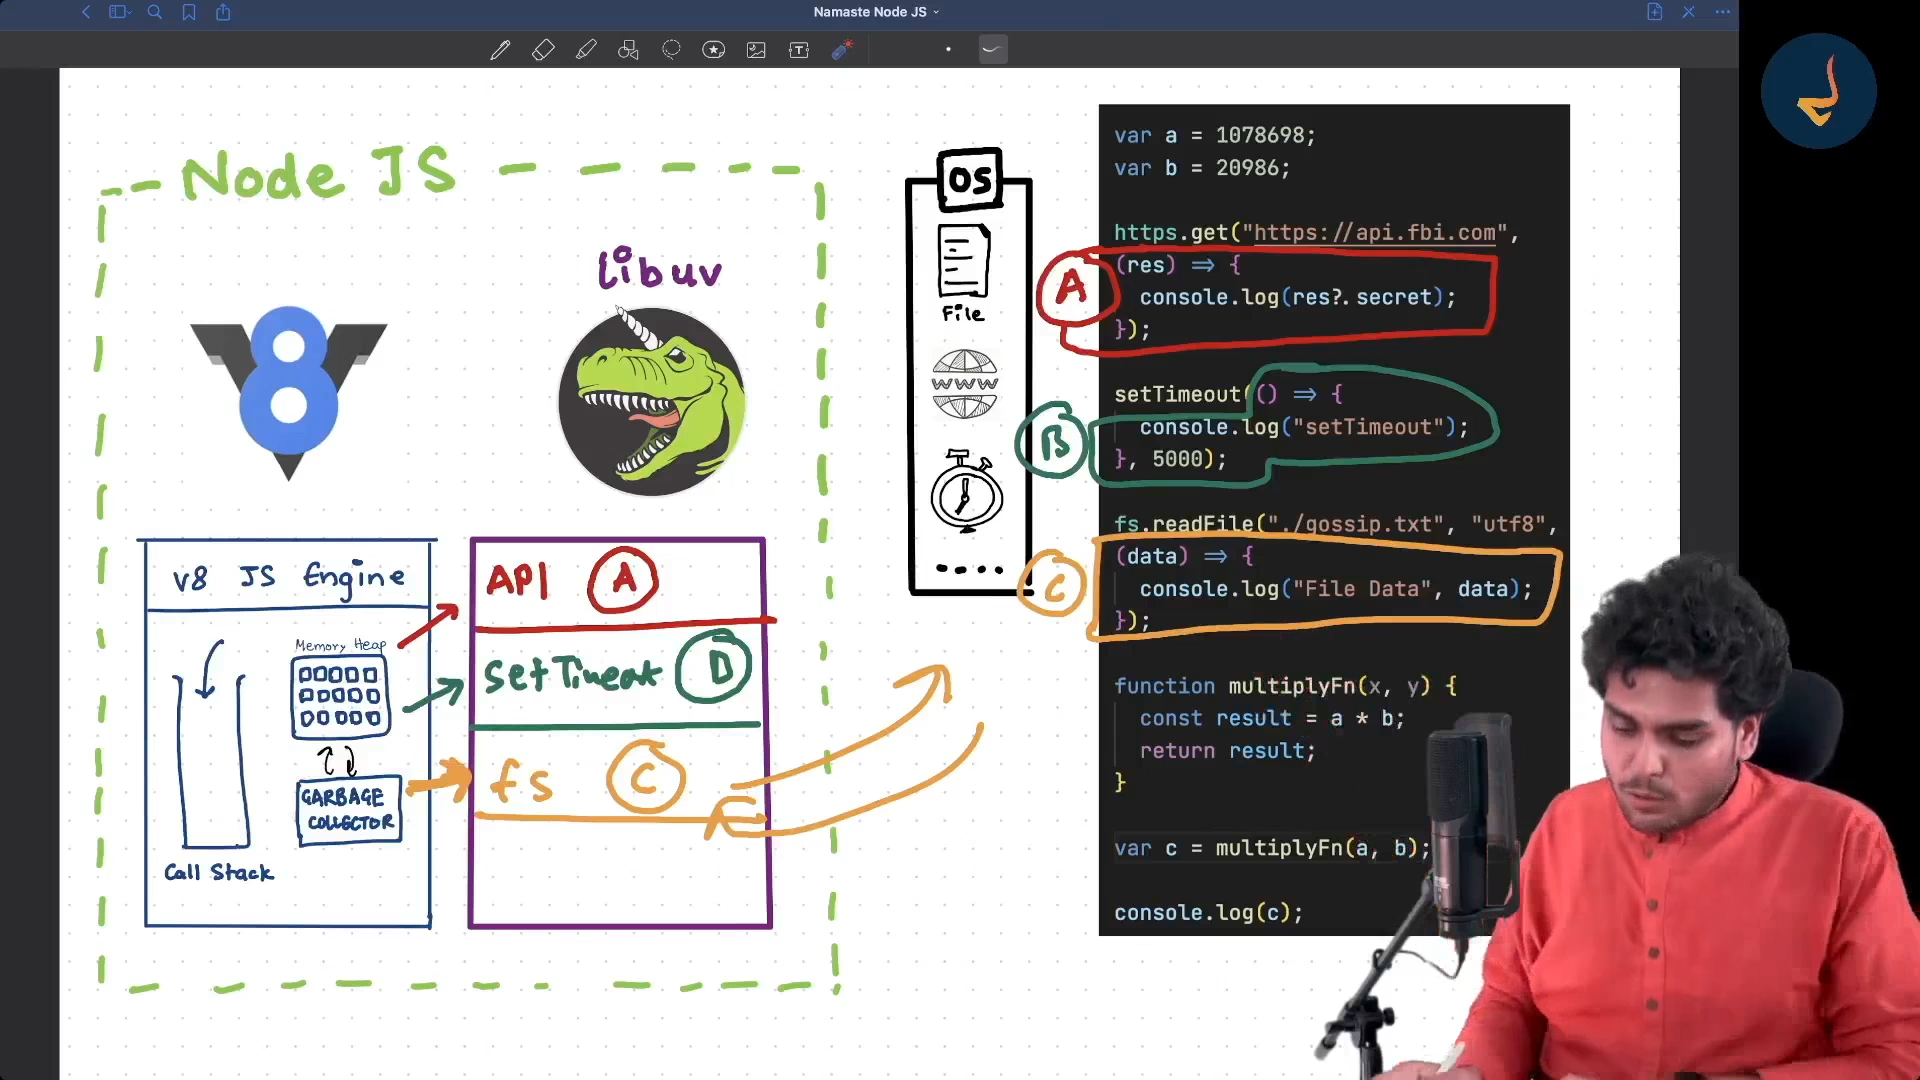 Namaste Node JS
Node JS
Libuv
8
V8 JS Engine
Memory Heap
GARBAGE
COLLECTOR
Call Stack
API A
SetTimeout D
fs C
OS
File
www
A
B
C
var a = 1078698;
var b = 20986;
https.get("https://api.fbi.com",
(res) => {
console.log(res?.secret);
});
setTimeout(() => {
console.log("setTimeout");
}, 5000);
fs.readFile("./gossip.txt", "utf8",
(data) => {
console.log("File Data", data);
});
function multiplyFn(x, y) {
const result = a * b;
return result;
}
var c = multiplyFn(a, b);
console.log(c);